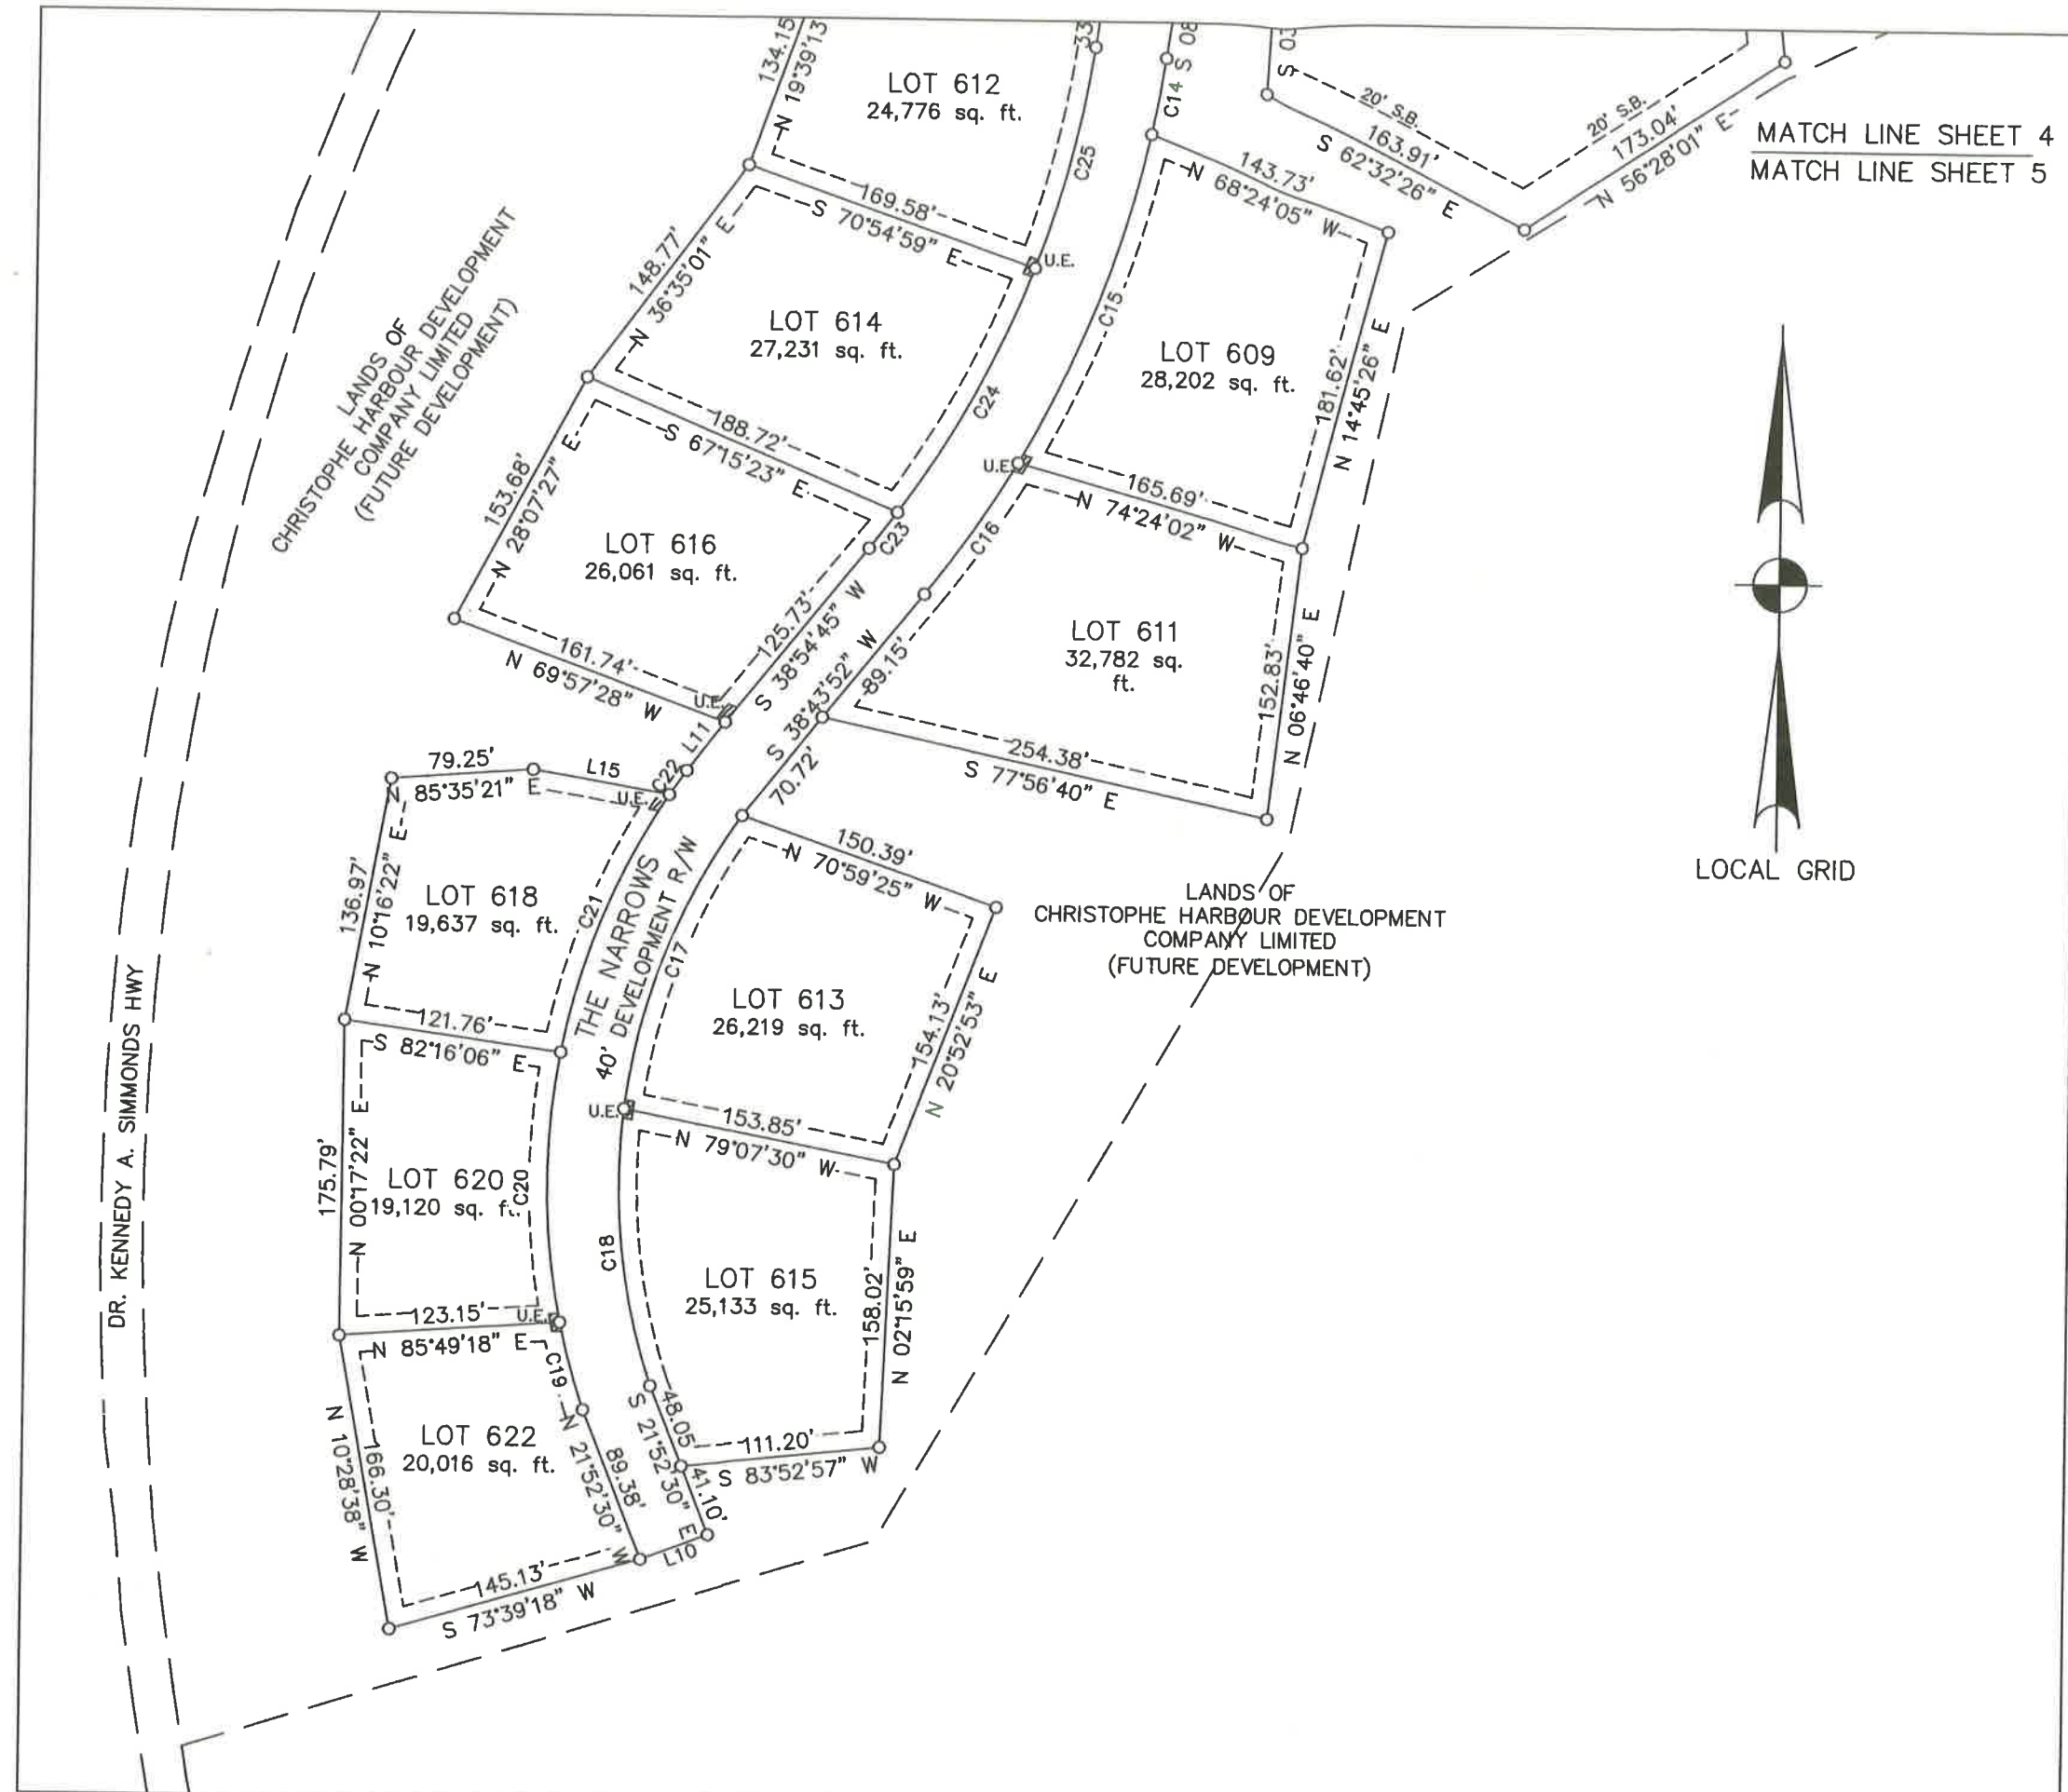 134.15
N 19°39'13
LOT 612
24,776 sq. ft.
33
C25
S 08
C14
S 03
20' S.B.
163.91'
S 62°32'26" E
20' S.B.
173.04'
N 56°28'01" E
MATCH LINE SHEET 4
MATCH LINE SHEET 5
169.58'
S 70°54'59" E
U.E.
143.73'
N 68°24'05" W
148.77'
N 36°35'01" E
LANDS OF
CHRISTOPHE HARBOUR DEVELOPMENT
COMPANY LIMITED
(FUTURE DEVELOPMENT)
LOT 614
27,231 sq. ft.
C24
C15
LOT 609
28,202 sq. ft.
181.62'
N 14°45'26" E
188.72'
S 67°15'23" E
153.68'
N 28°07'27" E
U.E.
165.69'
N 74°24'02" W
LOT 616
26,061 sq. ft.
C23
C16
125.73'
S 38°54'45" W
161.74'
N 69°57'28" W
U.E.
LOT 611
32,782 sq.
ft.
152.83'
N 06°46'40" E
89.15'
S 38°43'52" W
70.72'
254.38'
S 77°56'40" E
L11
79.25'
N 85°35'21" E
L15
C22
U.E.
LOCAL GRID
136.97'
N 10°16'22" E
LOT 618
19,637 sq. ft.
C21
THE NARROWS
40' DEVELOPMENT R/W
C17
150.39'
N 70°59'25" W
LANDS OF
CHRISTOPHE HARBOUR DEVELOPMENT
COMPANY LIMITED
(FUTURE DEVELOPMENT)
121.76'
S 82°16'06" E
LOT 613
26,219 sq. ft.
154.13'
N 20°52'53" E
DR. KENNEDY A. SIMMONDS HWY
U.E.
153.85'
N 79°07'30" W
175.79'
N 00°17'22" E
LOT 620
19,120 sq. ft.
C20
C18
LOT 615
25,133 sq. ft.
158.02'
N 02°15'59" E
123.15'
N 85°49'18" E
U.E.
C19
48.05'
S 21°52'30" E
41.10'
111.20'
S 83°52'57" W
N 10°28'38" W
166.30'
LOT 622
20,016 sq. ft.
N 21°52'30" W
89.38'
L10
145.13'
S 73°39'18" W